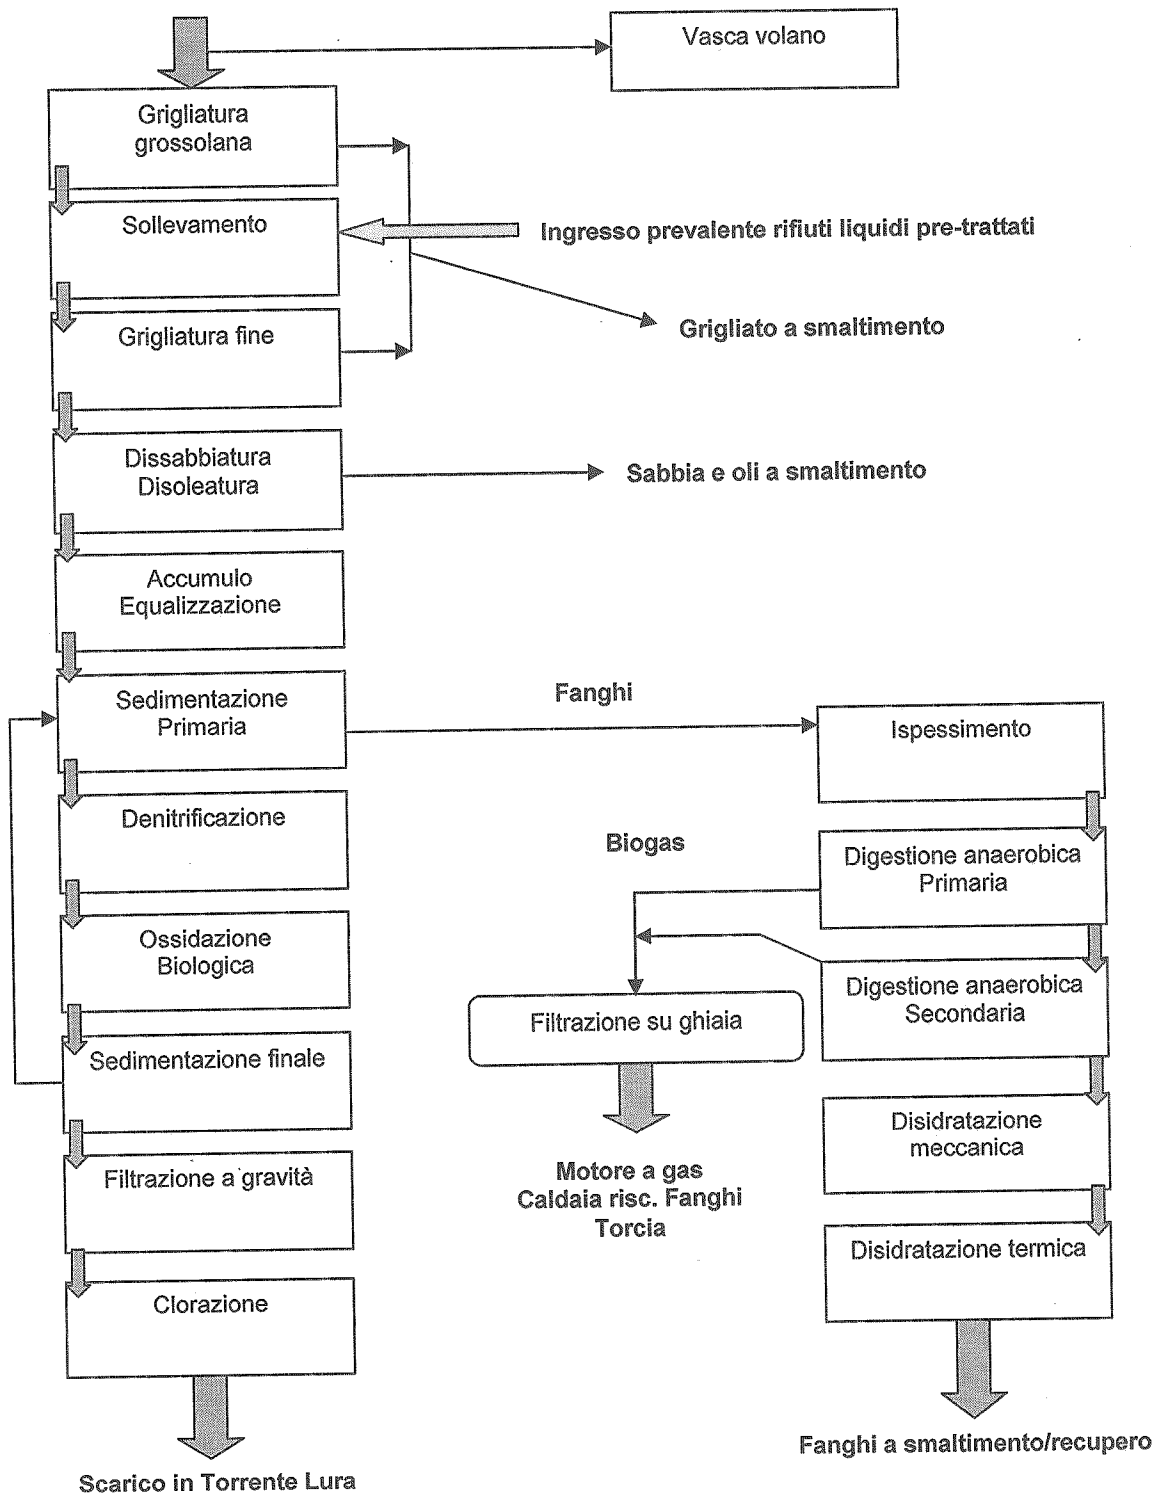 Vasca volano
Grigliatura
grossolana
Sollevamento
Ingresso prevalente rifiuti liquidi pre-trattati
Grigliato a smaltimento
Grigliatura fine
Dissabbiatura
Disoleatura
Sabbia e oli a smaltimento
Accumulo
Equalizzazione
Sedimentazione
Primaria
Fanghi
Ispessimento
Denitrificazione
Biogas
Digestione anaerobica
Primaria
Ossidazione
Biologica
Digestione anaerobica
Secondaria
Filtrazione su ghiaia
Sedimentazione finale
Disidratazione
meccanica
Motore a gas
Caldaia risc. Fanghi
Torcia
Filtrazione a gravità
Disidratazione termica
Clorazione
Fanghi a smaltimento/recupero
Scarico in Torrente Lura